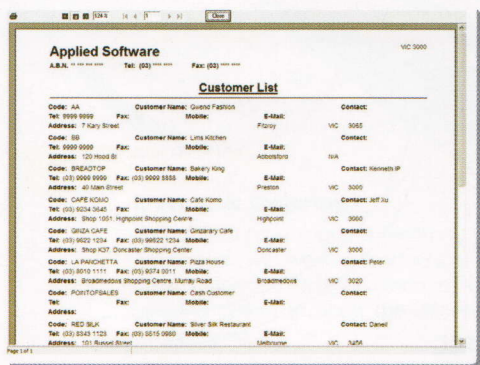 124% 1 Close
Applied Software VIC 3000
A.B.N. ** *** *** **** Tel: (03) **** **** Fax: (03) **** ****
Customer List
Code: AA Customer Name: Gwend Fashion Contact:
Tel: 9999 9999 Fax: Mobile: E-Mail:
Address: 7 Kary Street Fitzroy VIC 3065
Code: BB Customer Name: Lims Kitchen Contact:
Tel: 9999 9999 Fax: Mobile: E-Mail:
Address: 120 Hood St Abbotsford
Code: BREADTOP Customer Name: Bakery King Contact: Kenneth IP
Tel: (03) 9999 9999 Fax: (03) 9999 8888 Mobile: E-Mail:
Address: 49 Main Street Preston VIC 3000
Code: CAFE KOMO Customer Name: Cafe Komo Contact: Jeff Xu
Tel: (03) 9234 3645 Fax: Mobile: E-Mail:
Address: Shop 1051 Highpoint Shopping Centre Highpoint VIC 3000
Code: GINZA CAFE Customer Name: Ginzarary Cafe Contact:
Tel: (03) 9822 1234 Fax: (03) 99822 1234 Mobile: E-Mail:
Address: Shop K37, Doncaster Shopping Center Doncaster VIC 3000
Code: LA PANCHETTA Customer Name: Pizza House Contact: Peter
Tel: (03) 8010 1111 Fax: (03) 9374 0011 Mobile: E-Mail:
Address: Broadmedows Shopping Centre, Murray Road Broadmedows VIC 3020
Code: POINTOFSALES Customer Name: Cash Customer Contact:
Tel: Fax: Mobile: E-Mail:
Address:
Code: RED SILK Customer Name: Silver Silk Restaurant Contact: Daneil
Tel: (03) 8343 1123 Fax: (03) 8815 0980 Mobile: E-Mail:
Address: 101 Russel Street Melbourne VIC
Page 1 of 1